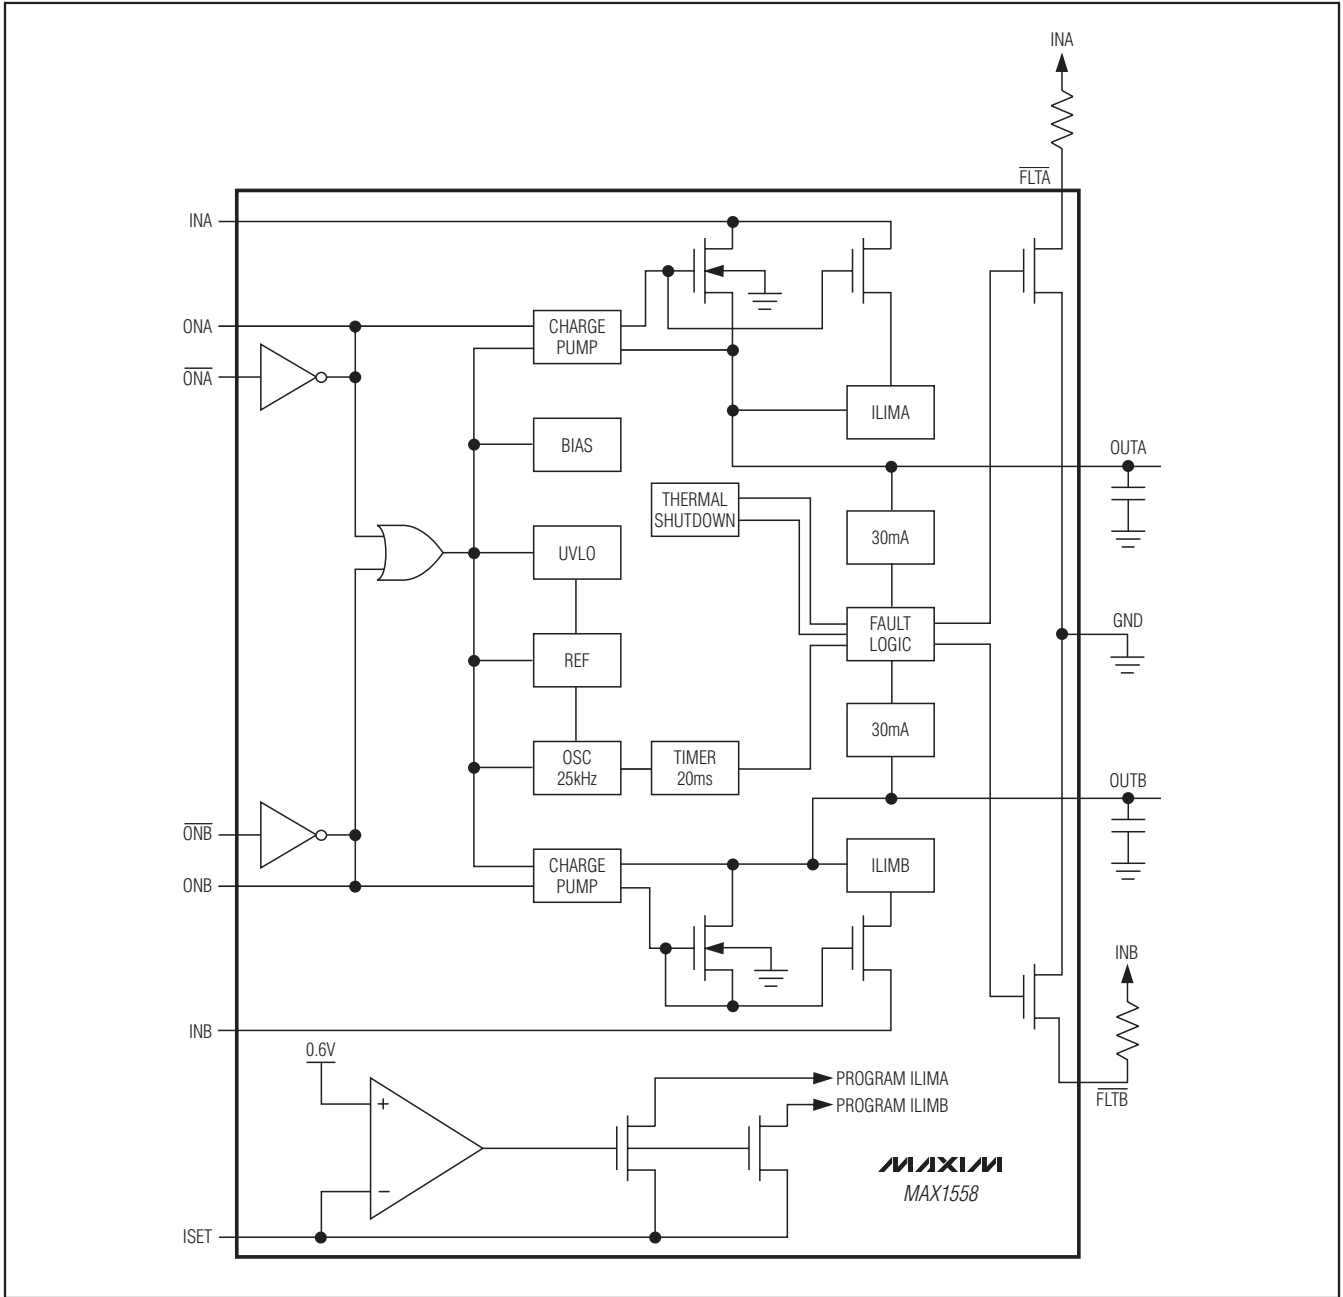 INA
FLTA
INA
ONA
CHARGE
PUMP
ONA
ILIMA
BIAS
OUTA
THERMAL
SHUTDOWN
30mA
UVLO
FAULT
LOGIC
GND
REF
30mA
OSC
25kHz
TIMER
20ms
OUTB
ONB
CHARGE
PUMP
ILIMB
ONB
INB
INB
0.6V
PROGRAM ILIMA
+
PROGRAM ILIMB
FLTB
MAXIM
MAX1558
−
ISET